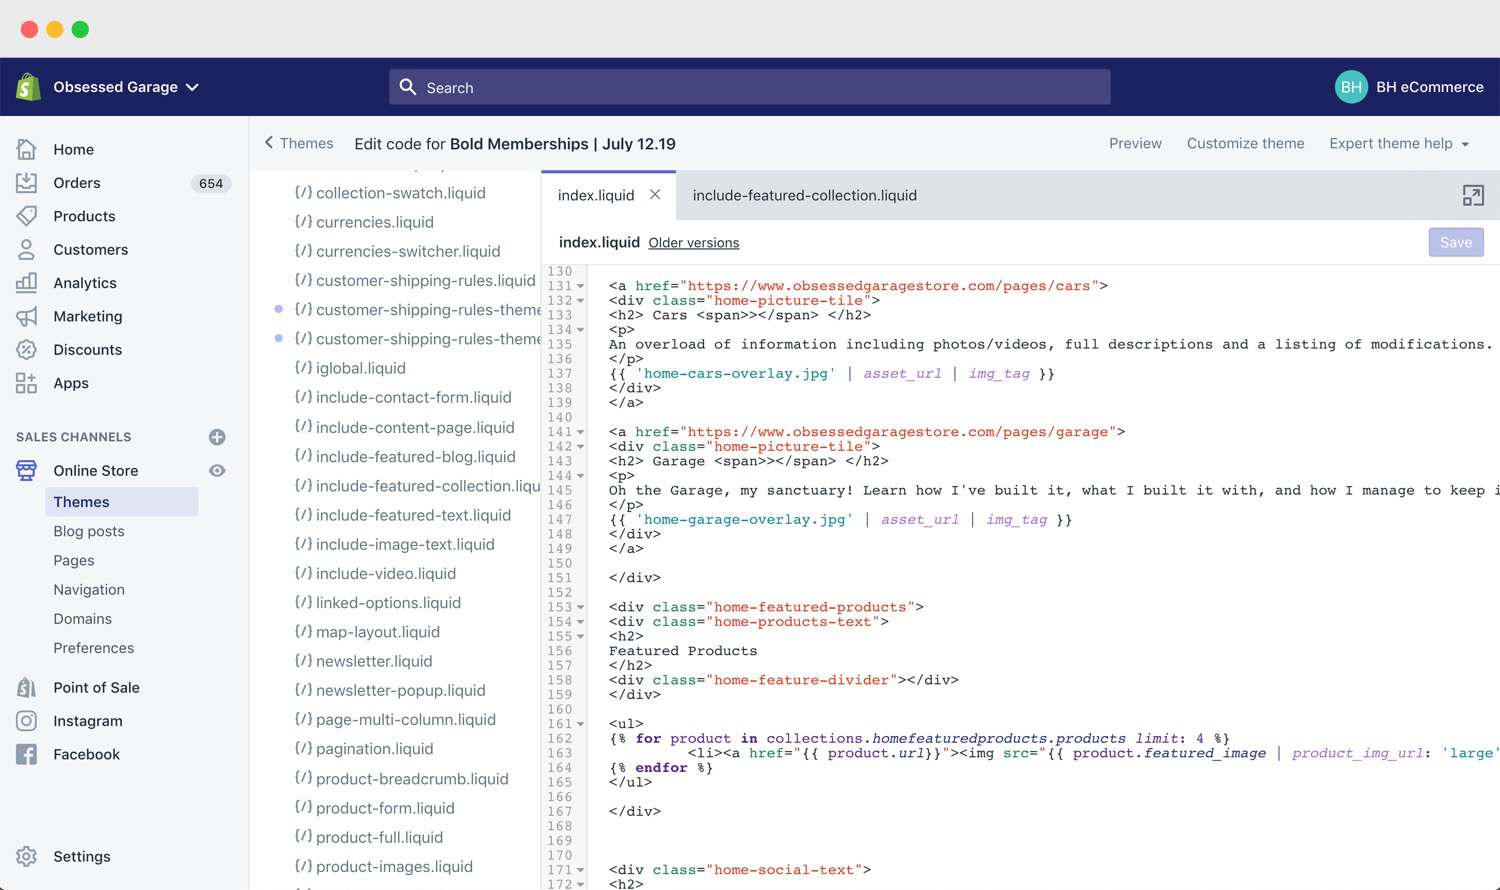 Obsessed Garage
Search
BH
BH eCommerce
Home
Orders
654
Products
Customers
Analytics
Marketing
Discounts
Apps
SALES CHANNELS
Online Store
Themes
Blog posts
Pages
Navigation
Domains
Preferences
Point of Sale
Instagram
Facebook
Settings
Themes
Edit code for Bold Memberships | July 12.19
Preview
Customize theme
Expert theme help
{/} collection-swatch.liquid
{/} currencies.liquid
{/} currencies-switcher.liquid
{/} customer-shipping-rules.liquid
{/} customer-shipping-rules-theme
{/} customer-shipping-rules-theme
{/} iglobal.liquid
{/} include-contact-form.liquid
{/} include-content-page.liquid
{/} include-featured-blog.liquid
{/} include-featured-collection.liqu
{/} include-featured-text.liquid
{/} include-image-text.liquid
{/} include-video.liquid
{/} linked-options.liquid
{/} map-layout.liquid
{/} newsletter.liquid
{/} newsletter-popup.liquid
{/} page-multi-column.liquid
{/} pagination.liquid
{/} product-breadcrumb.liquid
{/} product-form.liquid
{/} product-full.liquid
{/} product-images.liquid
index.liquid
include-featured-collection.liquid
index.liquid Older versions
Save
130
131 <a href="https://www.obsessedgaragestore.com/pages/cars">
132 <div class="home-picture-tile">
133 <h2> Cars <span>></span> </h2>
134 <p>
135 An overload of information including photos/videos, full descriptions and a listing of modifications.
136 </p>
137 {{ 'home-cars-overlay.jpg' | asset_url | img_tag }}
138 </div>
139 </a>
140
141 <a href="https://www.obsessedgaragestore.com/pages/garage">
142 <div class="home-picture-tile">
143 <h2> Garage <span>></span> </h2>
144 <p>
145 Oh the Garage, my sanctuary! Learn how I've built it, what I built it with, and how I manage to keep i
146 </p>
147 {{ 'home-garage-overlay.jpg' | asset_url | img_tag }}
148 </div>
149 </a>
150
151 </div>
152
153 <div class="home-featured-products">
154 <div class="home-products-text">
155 <h2>
156 Featured Products
157 </h2>
158 <div class="home-feature-divider"></div>
159 </div>
160
161 <ul>
162 {% for product in collections.homefeaturedproducts.products limit: 4 %}
163 <li><a href="{{ product.url}}"><img src="{{ product.featured_image | product_img_url: 'large'
164 {% endfor %}
165 </ul>
166
167 </div>
168
169
170
171 <div class="home-social-text">
172 <h2>